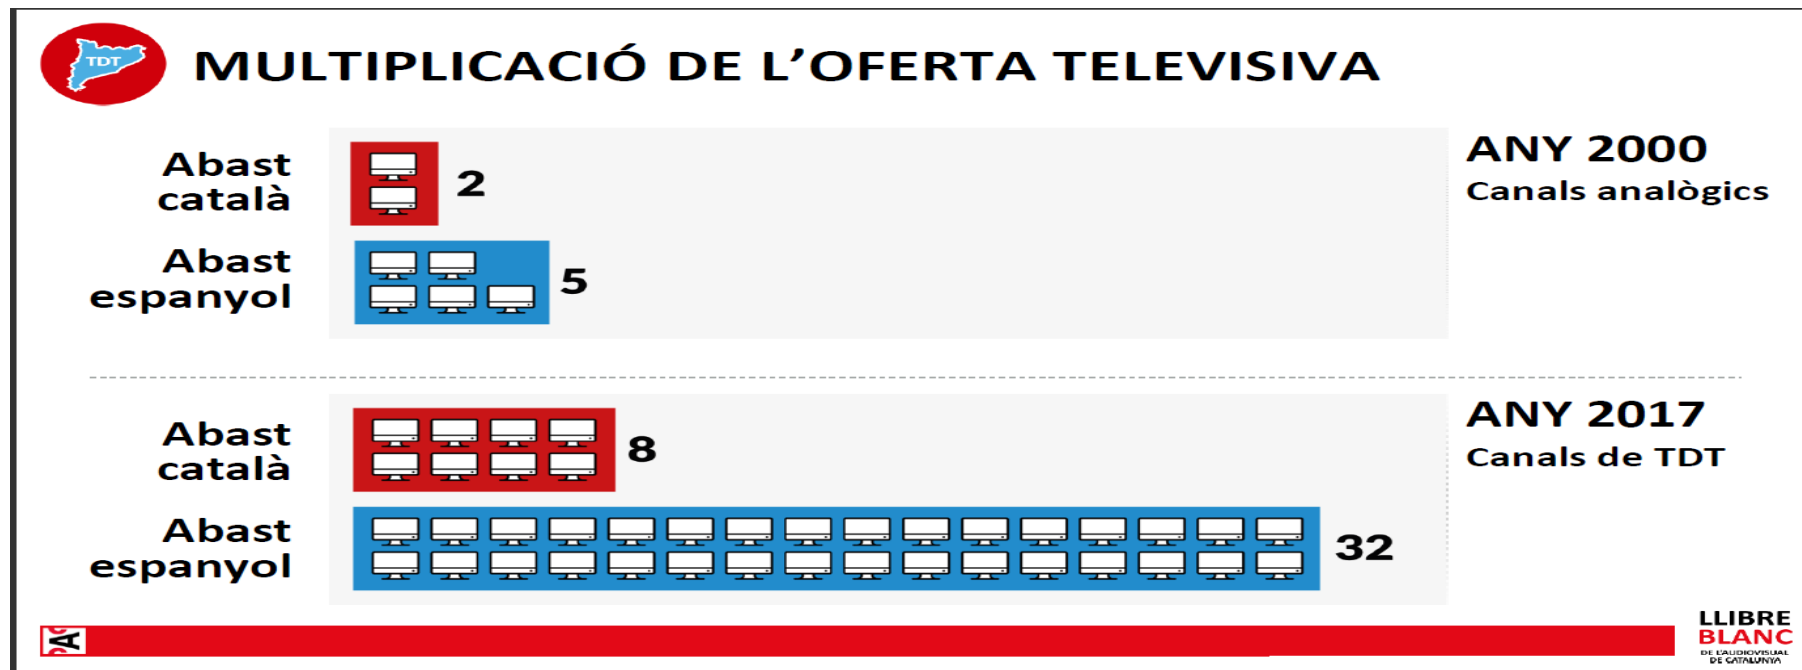 TDT
MULTIPLICACIÓ DE L’OFERTA TELEVISIVA
Abast
català
2
ANY 2000
Canals analògics
Abast
espanyol
5
Abast
català
8
ANY 2017
Canals de TDT
Abast
espanyol
32
LLIBRE
BLANC
DE L'AUDIOVISUAL
DE CATALUNYA